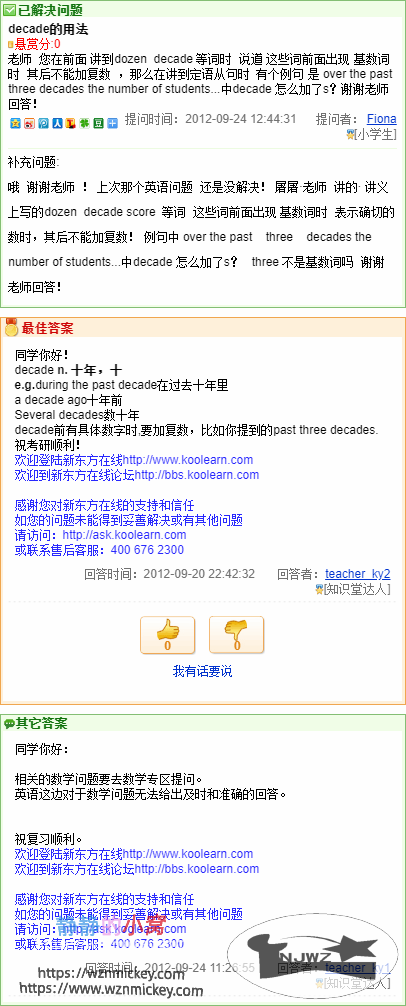 已解决问题
decade的用法
悬赏分:0
老师 您在前面 讲到dozen decade 等词时 说道 这些词前面出现 基数词
时 其后不能加复数 ，那么在讲到定语从句时 有个例句 是 over the past
three decades the number of students...中decade 怎么加了s? 谢谢老师
回答！
提问时间：2012-09-24 12:44:31 提问者： Fiona
[小学生]
补充问题:
哦 谢谢老师 ！ 上次那个英语问题 还是没解决！ 屠屠·老师 讲的· 讲义
上写的dozen decade score 等词 这些词前面出现 基数词时 表示确切的
数时，其后不能加复数！ 例句中 over the past three decades the
number of students...中decade 怎么加了s？ three 不是基数词吗 谢谢
老师回答！
最佳答案
同学你好！
decade n. 十年，十
e.g.during the past decade在过去十年里
a decade ago十年前
Several decades数十年
decade前有具体数字时,要加复数，比如你提到的past three decades.
祝考研顺利！
欢迎登陆新东方在线http://www.koolearn.com
欢迎到新东方在线论坛http://bbs.koolearn.com
感谢您对新东方在线的支持和信任
如您的问题未能得到妥善解决或有其他问题
请访问：http://ask.koolearn.com
或联系售后客服：400 676 2300
回答时间：2012-09-20 22:42:32 回答者：teacher_ky2
[知识堂达人]
0 0
我有话要说
其它答案
同学你好：
相关的数学问题要去数学专区提问。
英语这边对于数学问题无法给出及时和准确的回答。
祝复习顺利。
欢迎登陆新东方在线http://www.koolearn.com
欢迎到新东方在线论坛http://bbs.koolearn.com
感谢您对新东方在线的支持和信任
如您的问题未能得到妥善解决或有其他问题
请访问：http://ask.koolearn.com
或联系售后客服：400 676 2300
回答时间：2012-09-24 11:26:55 回答者：teacher_ky1
[知识堂达人]
https://wznmickey.com
https://www.wznmickey.com
NJWZ